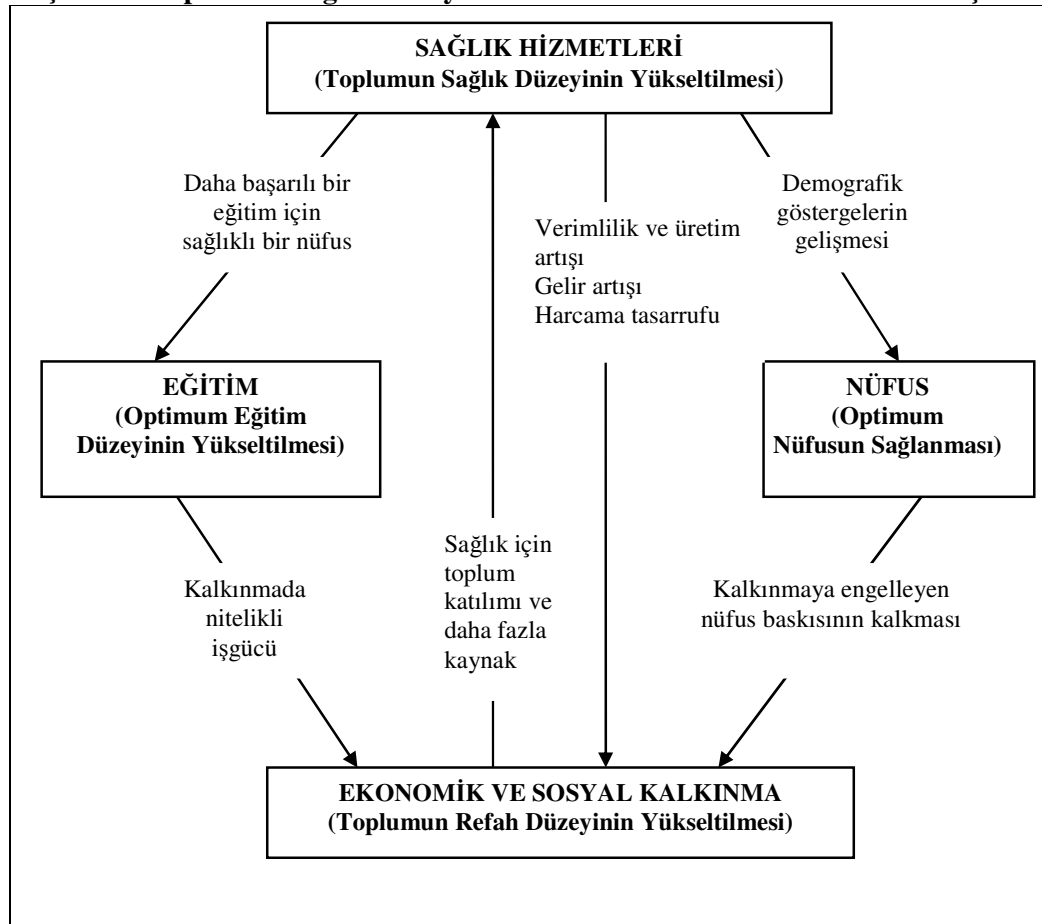 SAĞLIK HİZMETLERİ
(Toplumun Sağlık Düzeyinin Yükseltilmesi)
Daha başarılı bir
eğitim için
sağlıklı bir nüfus
Verimlilik ve üretim
artışı
Gelir artışı
Harcama tasarrufu
Demografik
göstergelerin
gelişmesi
EĞİTİM
(Optimum Eğitim
Düzeyinin Yükseltilmesi)
NÜFUS
(Optimum
Nüfusun Sağlanması)
Kalkınmada
nitelikli
işgücü
Sağlık için
toplum
katılımı ve
daha fazla
kaynak
Kalkınmaya engelleyen
nüfus baskısının kalkması
EKONOMİK VE SOSYAL KALKINMA
(Toplumun Refah Düzeyinin Yükseltilmesi)